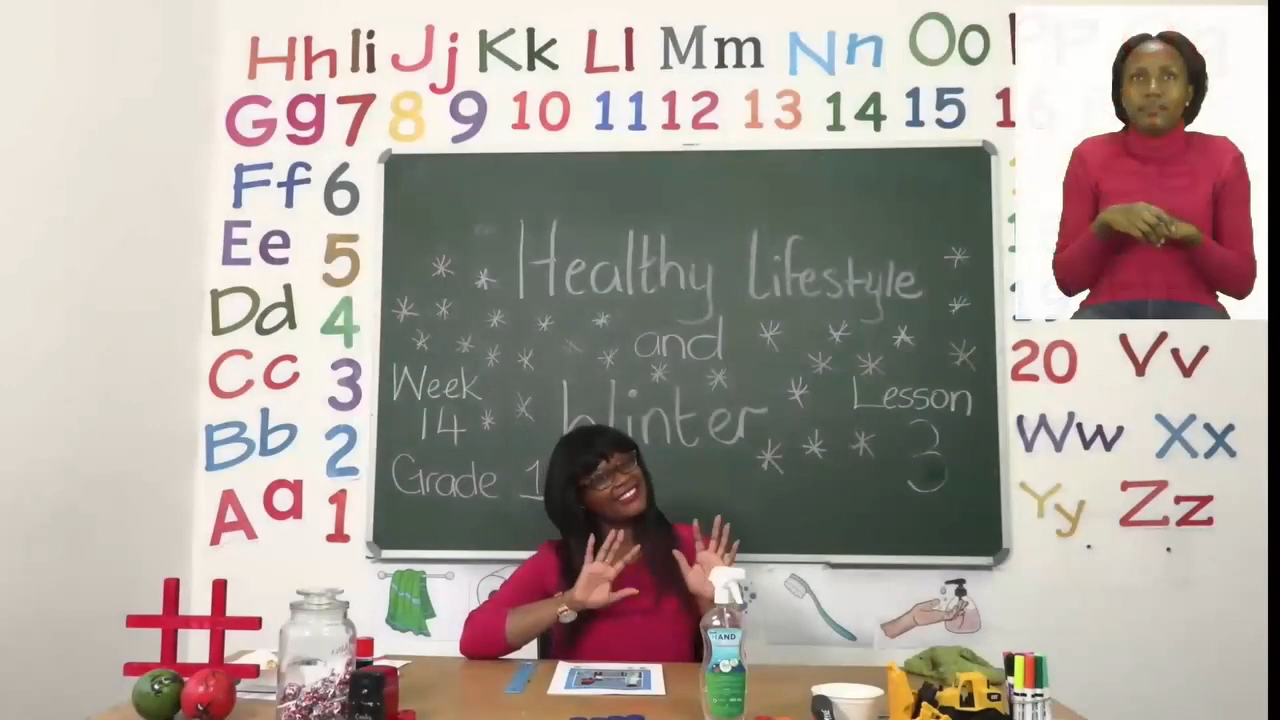 Hh Ii Jj Kk Ll Mm Nn Oo
Gg 7 8 9 10 11 12 13 14 15
Ff 6
Ee 5
Dd 4
Cc 3
Bb 2
Aa 1
Healthy Lifestyle
and
Winter
Week
14
Grade 1
Lesson
3
20 Vv
Ww Xx
Yy Zz
HAND